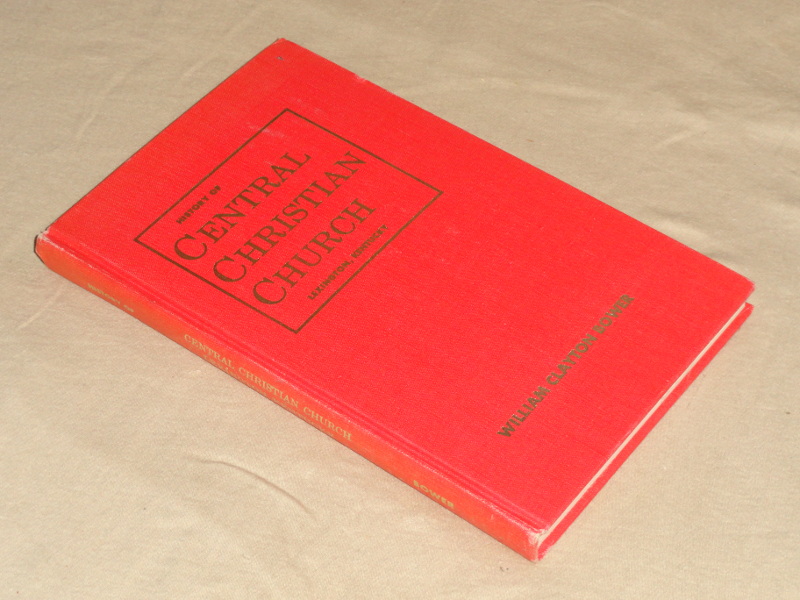 HISTORY OF
CENTRAL
CHRISTIAN
CHURCH
LEXINGTON, KENTUCKY
WILLIAM CLAYTON BOWER
HISTORY OF
CENTRAL CHRISTIAN CHURCH
BOWER